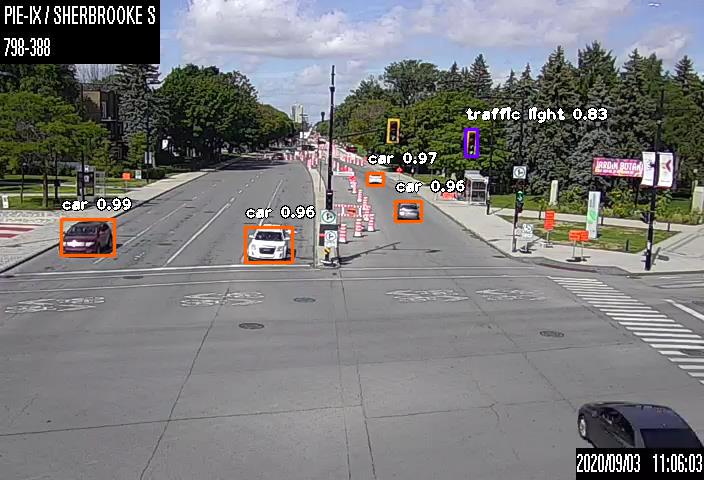 PIE-IX / SHERBROOKE S
798-388
traffic light 0.83
car 0.97
car 0.96
car 0.99
car 0.96
JARDIN BOTAN
2020/09/03 11:06:03